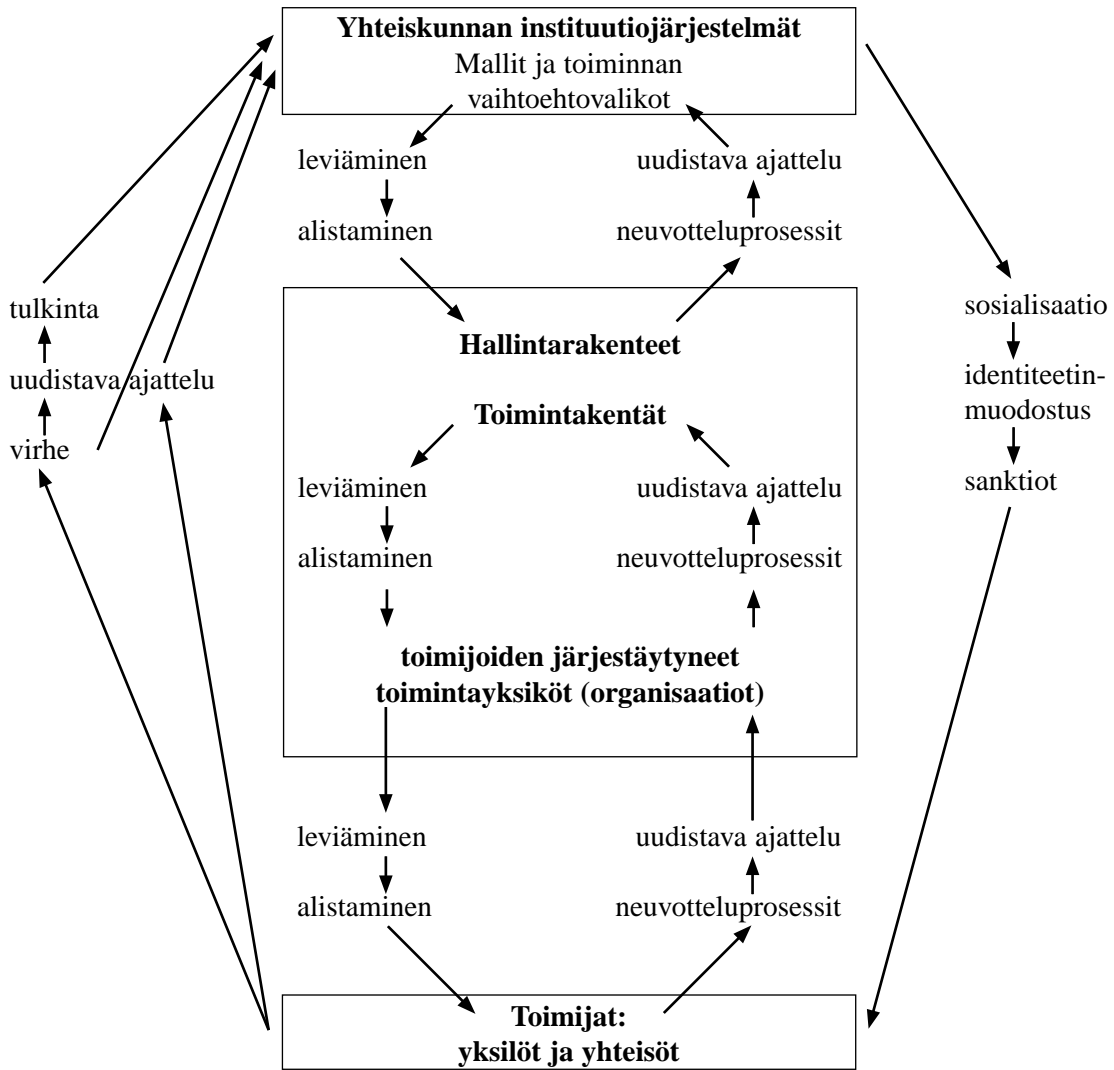 Yhteiskunnan instituutiojärjestelmät
Mallit ja toiminnan
vaihtoehtovalikot
leviäminen
uudistava ajattelu
alistaminen
neuvotteluprosessit
tulkinta
uudistava ajattelu
virhe
sosialisaatio
identiteetin-
muodostus
sanktiot
Hallintarakenteet
Toimintakentät
leviäminen
uudistava ajattelu
alistaminen
neuvotteluprosessit
toimijoiden järjestäytyneet
toimintayksiköt (organisaatiot)
leviäminen
uudistava ajattelu
alistaminen
neuvotteluprosessit
Toimijat:
yksilöt ja yhteisöt